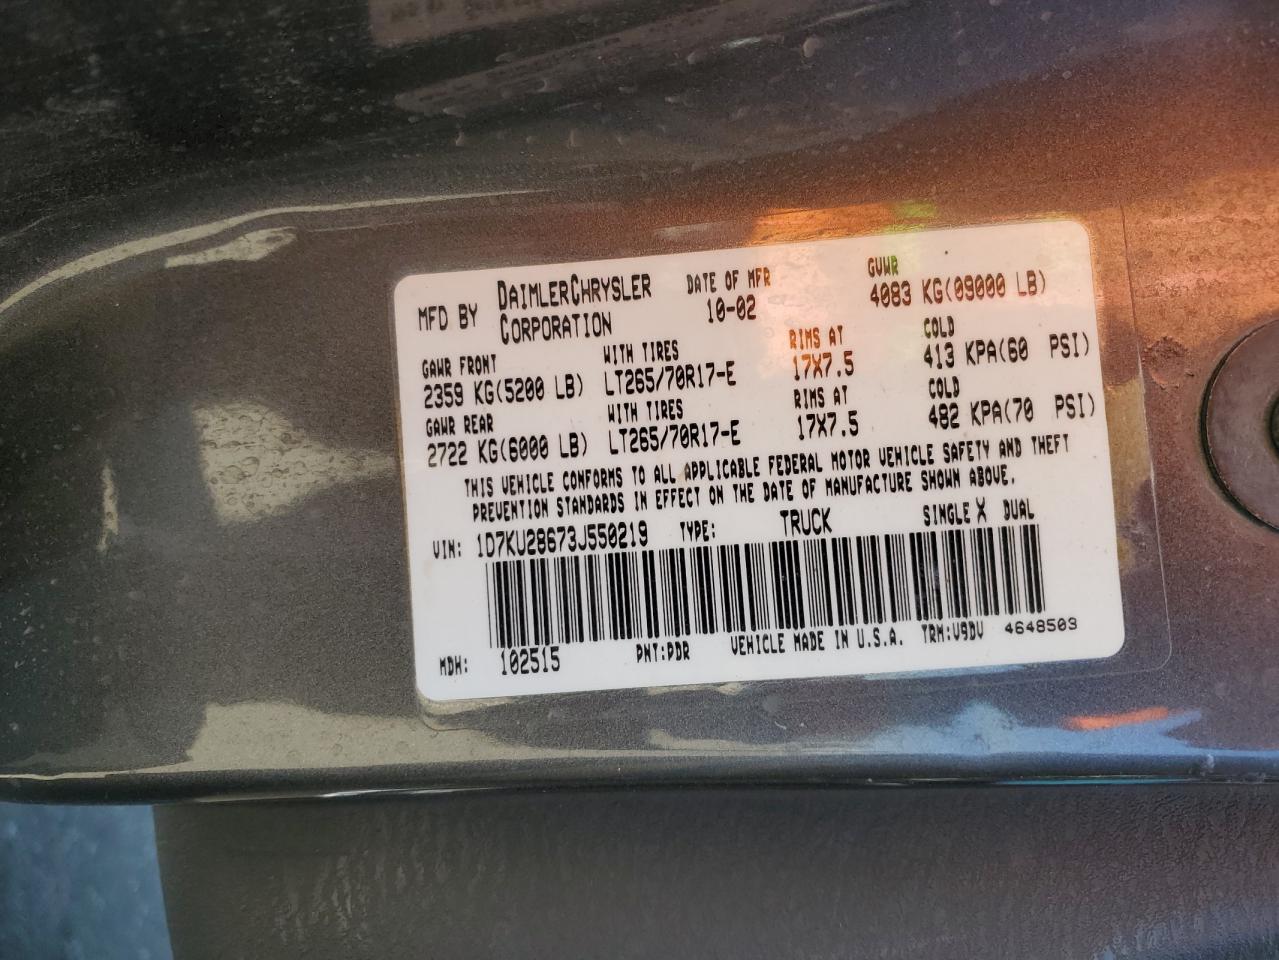 MFD BY DAIMLERCHRYSLER CORPORATION DATE OF MFR 10-02 GVWR 4083 KG(09000 LB)
GAWR FRONT WITH TIRES RIMS AT COLD
2359 KG(5200 LB) LT265/70R17-E 17X7.5 413 KPA(60 PSI)
GAWR REAR WITH TIRES RIMS AT COLD
2722 KG(6000 LB) LT265/70R17-E 17X7.5 482 KPA(70 PSI)
THIS VEHICLE CONFORMS TO ALL APPLICABLE FEDERAL MOTOR VEHICLE SAFETY AND THEFT
PREVENTION STANDARDS IN EFFECT ON THE DATE OF MANUFACTURE SHOWN ABOVE.
VIN: 1D7KU28673J550219 TYPE: TRUCK SINGLE X DUAL
MDH: 102515 PNT:PDR VEHICLE MADE IN U.S.A. TRM:V9DV 4648503